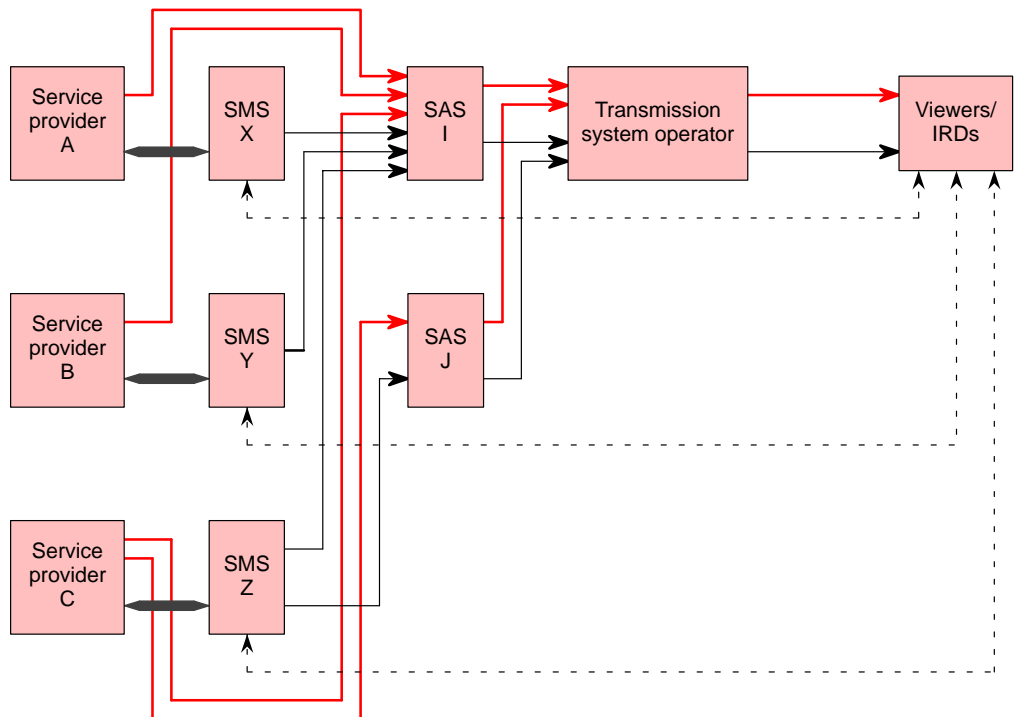 Service
provider
A
SMS
X
SAS
I
Transmission
system operator
Viewers/
IRDs
Service
provider
B
SMS
Y
SAS
J
Service
provider
C
SMS
Z